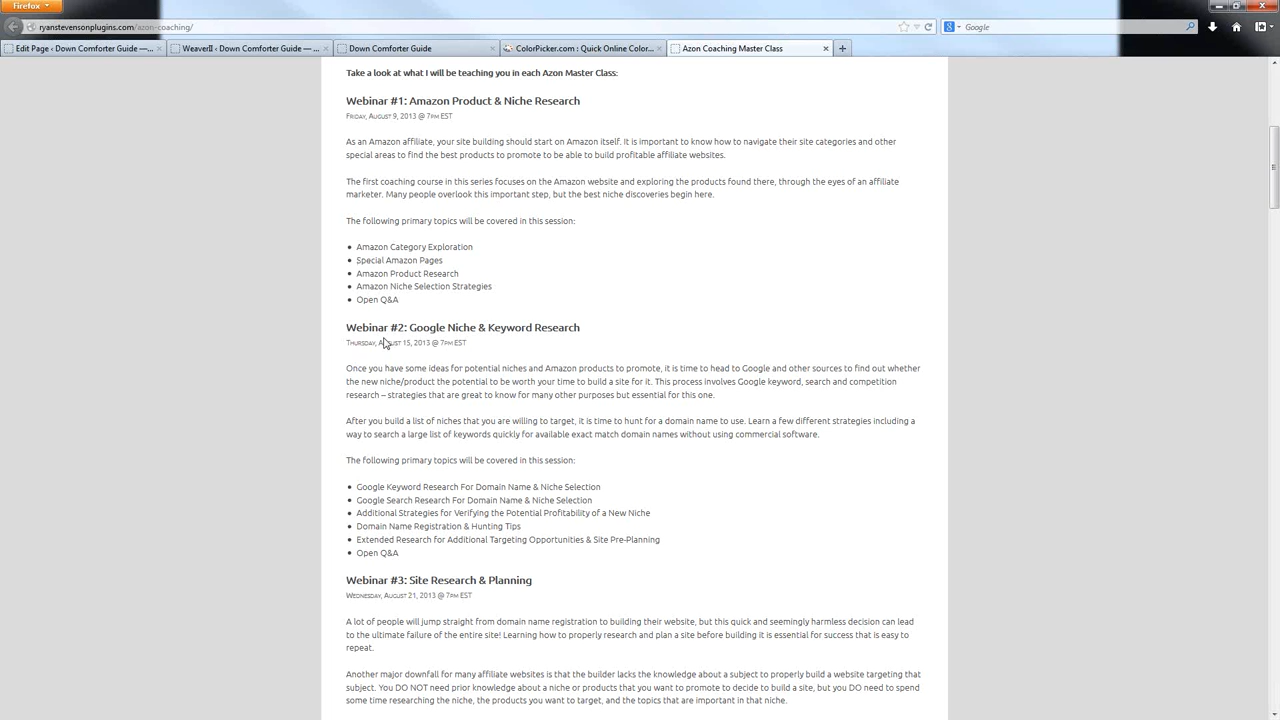 Firefox
ryanstevensonplugins.com/azon-coaching/
Google
Edit Page ‹ Down Comforter Guide —...
WeaverII ‹ Down Comforter Guide — ...
Down Comforter Guide
ColorPicker.com : Quick Online Color...
Azon Coaching Master Class
Take a look at what I will be teaching you in each Azon Master Class:
Webinar #1: Amazon Product & Niche Research
Friday, August 9, 2013 @ 7pm EST
As an Amazon affiliate, your site building should start on Amazon itself. It is important to know how to navigate their site categories and other
special areas to find the best products to promote to be able to build profitable affiliate websites.
The first coaching course in this series focuses on the Amazon website and exploring the products found there, through the eyes of an affiliate
marketer. Many people overlook this important step, but the best niche discoveries begin here.
The following primary topics will be covered in this session:
• Amazon Category Exploration
• Special Amazon Pages
• Amazon Product Research
• Amazon Niche Selection Strategies
• Open Q&A
Webinar #2: Google Niche & Keyword Research
Thursday, August 15, 2013 @ 7pm EST
Once you have some ideas for potential niches and Amazon products to promote, it is time to head to Google and other sources to find out whether
the new niche/product the potential to be worth your time to build a site for it. This process involves Google keyword, search and competition
research – strategies that are great to know for many other purposes but essential for this one.
After you build a list of niches that you are willing to target, it is time to hunt for a domain name to use. Learn a few different strategies including a
way to search a large list of keywords quickly for available exact match domain names without using commercial software.
The following primary topics will be covered in this session:
• Google Keyword Research For Domain Name & Niche Selection
• Google Search Research For Domain Name & Niche Selection
• Additional Strategies for Verifying the Potential Profitability of a New Niche
• Domain Name Registration & Hunting Tips
• Extended Research for Additional Targeting Opportunities & Site Pre-Planning
• Open Q&A
Webinar #3: Site Research & Planning
Wednesday, August 21, 2013 @ 7pm EST
A lot of people will jump straight from domain name registration to building their website, but this quick and seemingly harmless decision can lead
to the ultimate failure of the entire site! Learning how to properly research and plan a site before building it is essential for success that is easy to
repeat.
Another major downfall for many affiliate websites is that the builder lacks the knowledge about a subject to properly build a website targeting that
subject. You DO NOT need prior knowledge about a niche or products that you want to promote to decide to build a site, but you DO need to spend
some time researching the niche, the products you want to target, and the topics that are important in that niche.